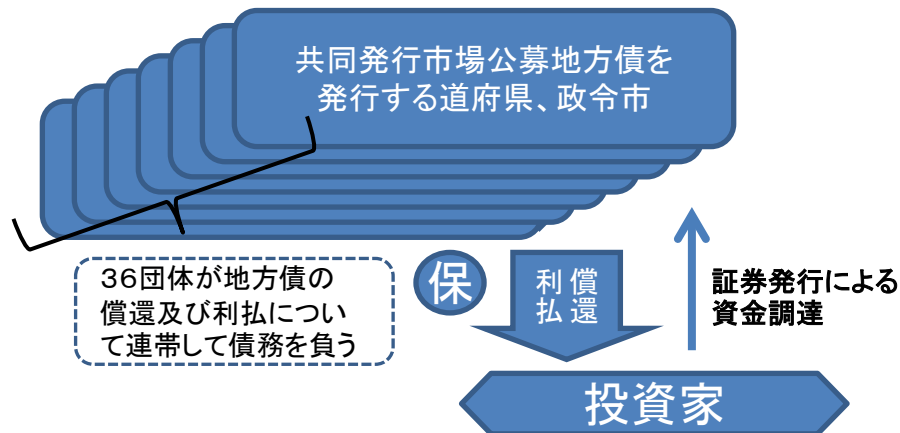 共同発行市場公募地方債を
発行する道府県、政令市
36団体が地方債の
償還及び利払につい
て連帯して債務を負う
保
償還
利払
証券発行による
資金調達
投資家